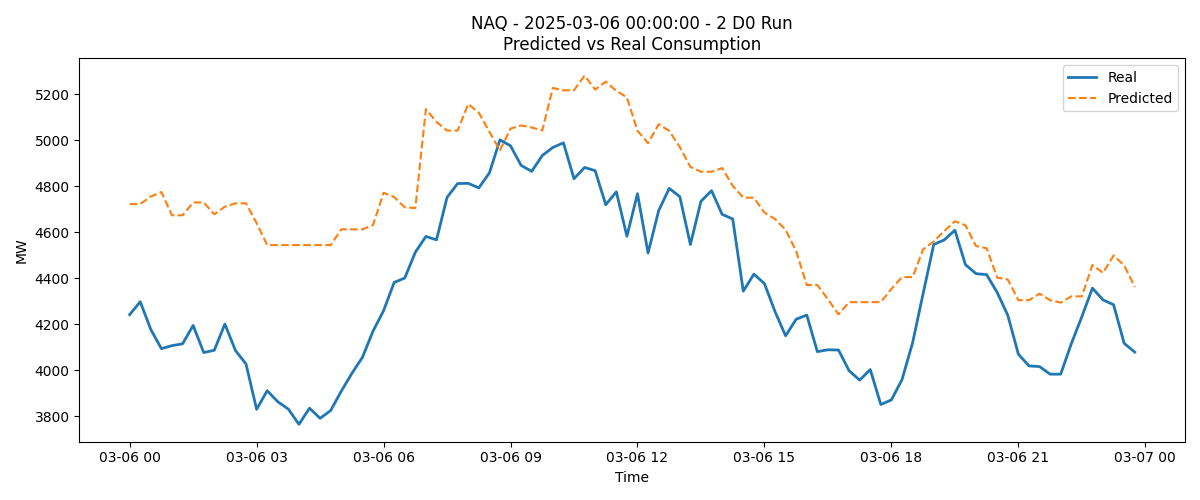 NAQ - 2025-03-06 00:00:00 - 2 D0 Run
Predicted vs Real Consumption
Real
Predicted
MW
5200
5000
4800
4600
4400
4200
4000
3800
03-06 00
03-06 03
03-06 06
03-06 09
03-06 12
03-06 15
03-06 18
03-06 21
03-07 00
Time